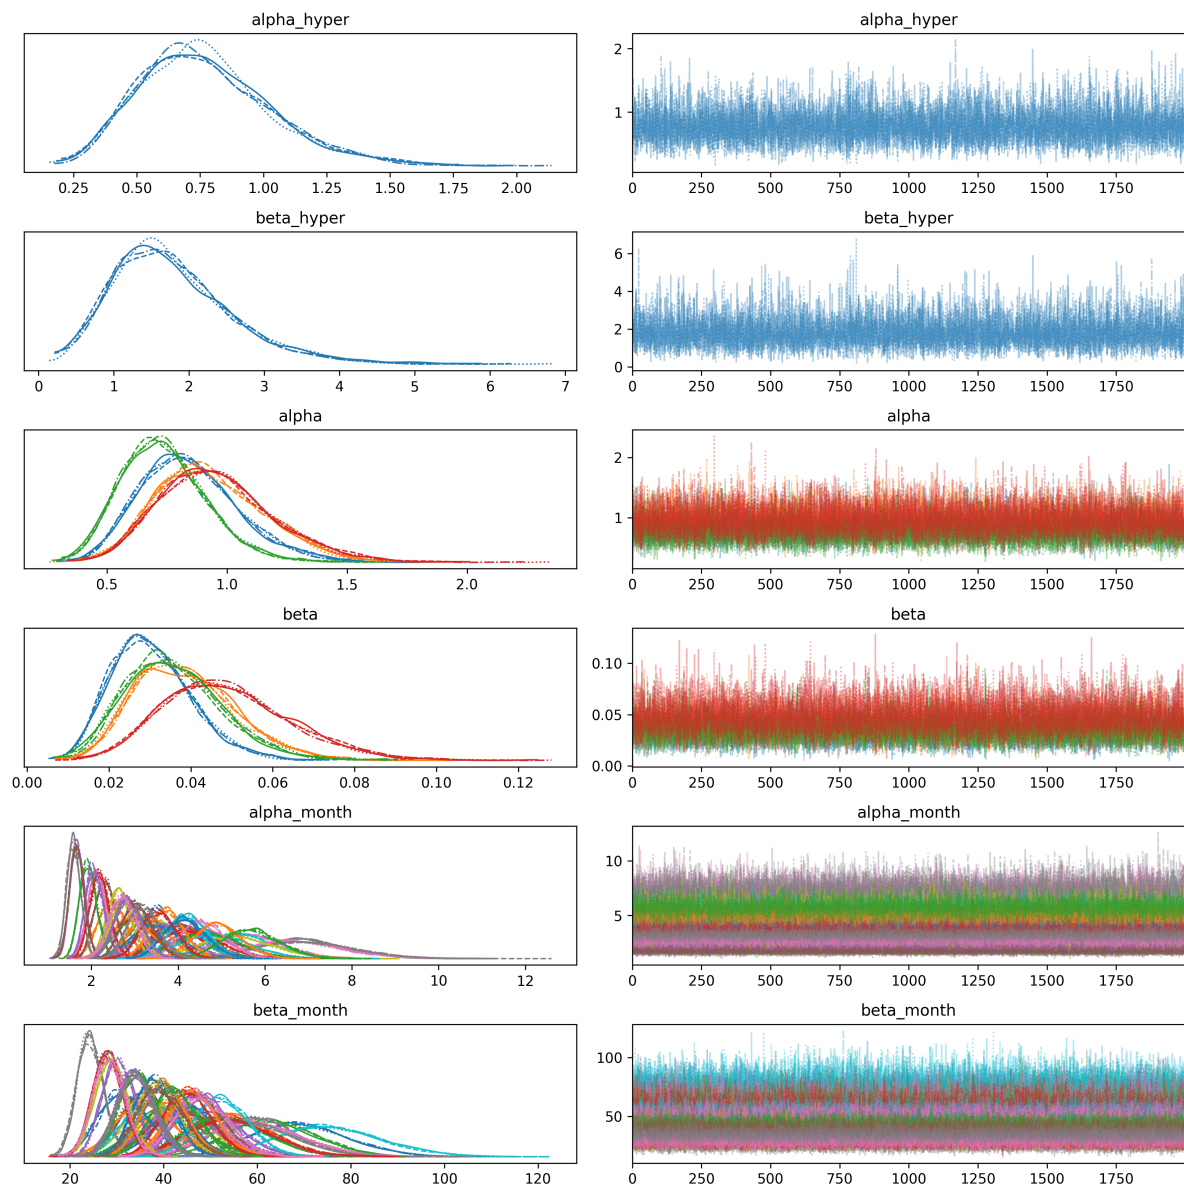 alpha_hyper alpha_hyper
2
1
0.25 0.50 0.75 1.00 1.25 1.50 1.75 2.00 0 250 500 750 1000 1250 1500 1750
beta_hyper beta_hyper
6
4
2
0
0 1 2 3 4 5 6 7 0 250 500 750 1000 1250 1500 1750
alpha alpha
2
1
0.5 1.0 1.5 2.0 0 250 500 750 1000 1250 1500 1750
beta beta
0.10
0.05
0.00
0.00 0.02 0.04 0.06 0.08 0.10 0.12 0 250 500 750 1000 1250 1500 1750
alpha_month alpha_month
10
5
2 4 6 8 10 12 0 250 500 750 1000 1250 1500 1750
beta_month beta_month
100
50
20 40 60 80 100 120 0 250 500 750 1000 1250 1500 1750